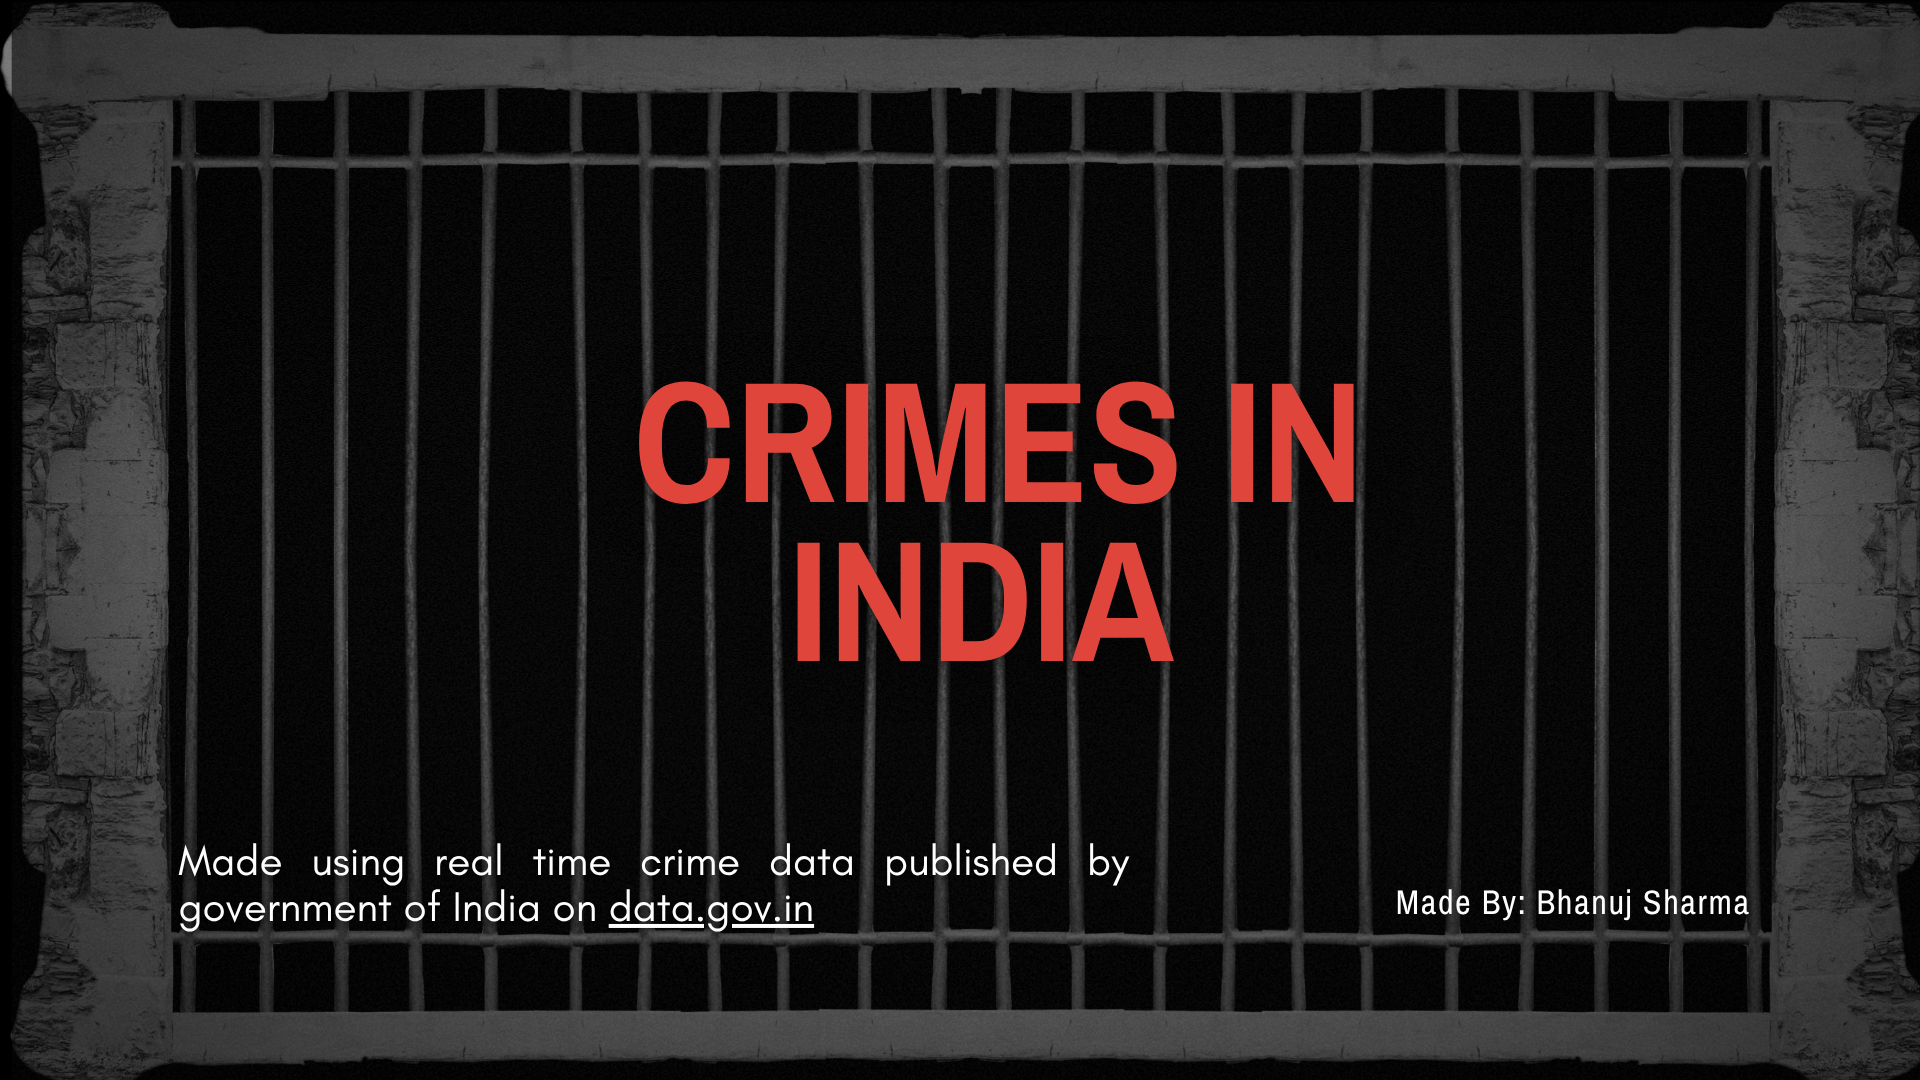 CRIMES IN
INDIA
Made using real time crime data published by
government of India on data.gov.in
Made By: Bhanuj Sharma